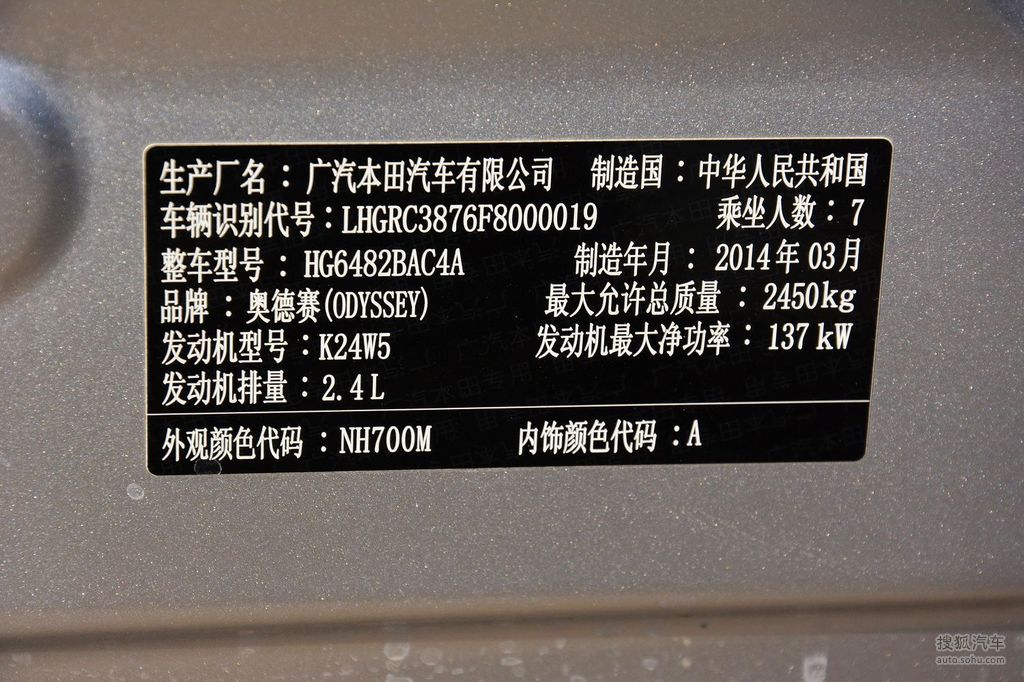 生产厂名：广汽本田汽车有限公司 制造国：中华人民共和国
车辆识别代号：LHGRC3876F8000019 乘坐人数：7
整车型号：HG6482BAC4A 制造年月：2014年03月
品牌：奥德赛(ODYSSEY) 最大允许总质量：2450kg
发动机型号：K24W5 发动机最大净功率：137kW
发动机排量：2.4L
外观颜色代码：NH700M 内饰颜色代码：A
搜狐汽车
auto.sohu.com